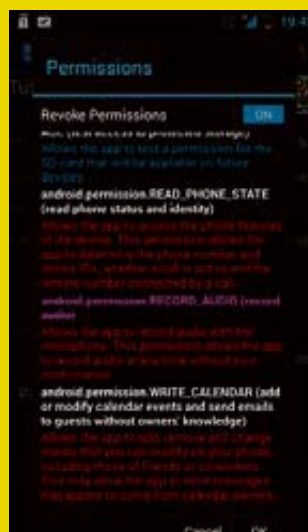 19:4
Permissions
Revoke Permissions
ON
Allows the app to test a permission for the
SD card that will be available on future
devices
android.permission.READ_PHONE_STATE
(read phone status and identity)
Allows the app to access the phone features
of the device. This permission allows the
app to determine the phone number and
device IDs, whether a call is active and the
remote number connected by a call.
android.permission.RECORD_AUDIO (record
audio)
Allows the app to record audio with the
microphone. This permission allows the app
to record audio at any time without your
confirmation.
android.permission.WRITE_CALENDAR (add
or modify calendar events and send emails
to guests without owners' knowledge)
Allows the app to add, remove and change
events that you can modify on your phone,
including those of friends or co-workers.
This may allow the app to send messages
that appear to come from calendar owners,
Cancel
OK